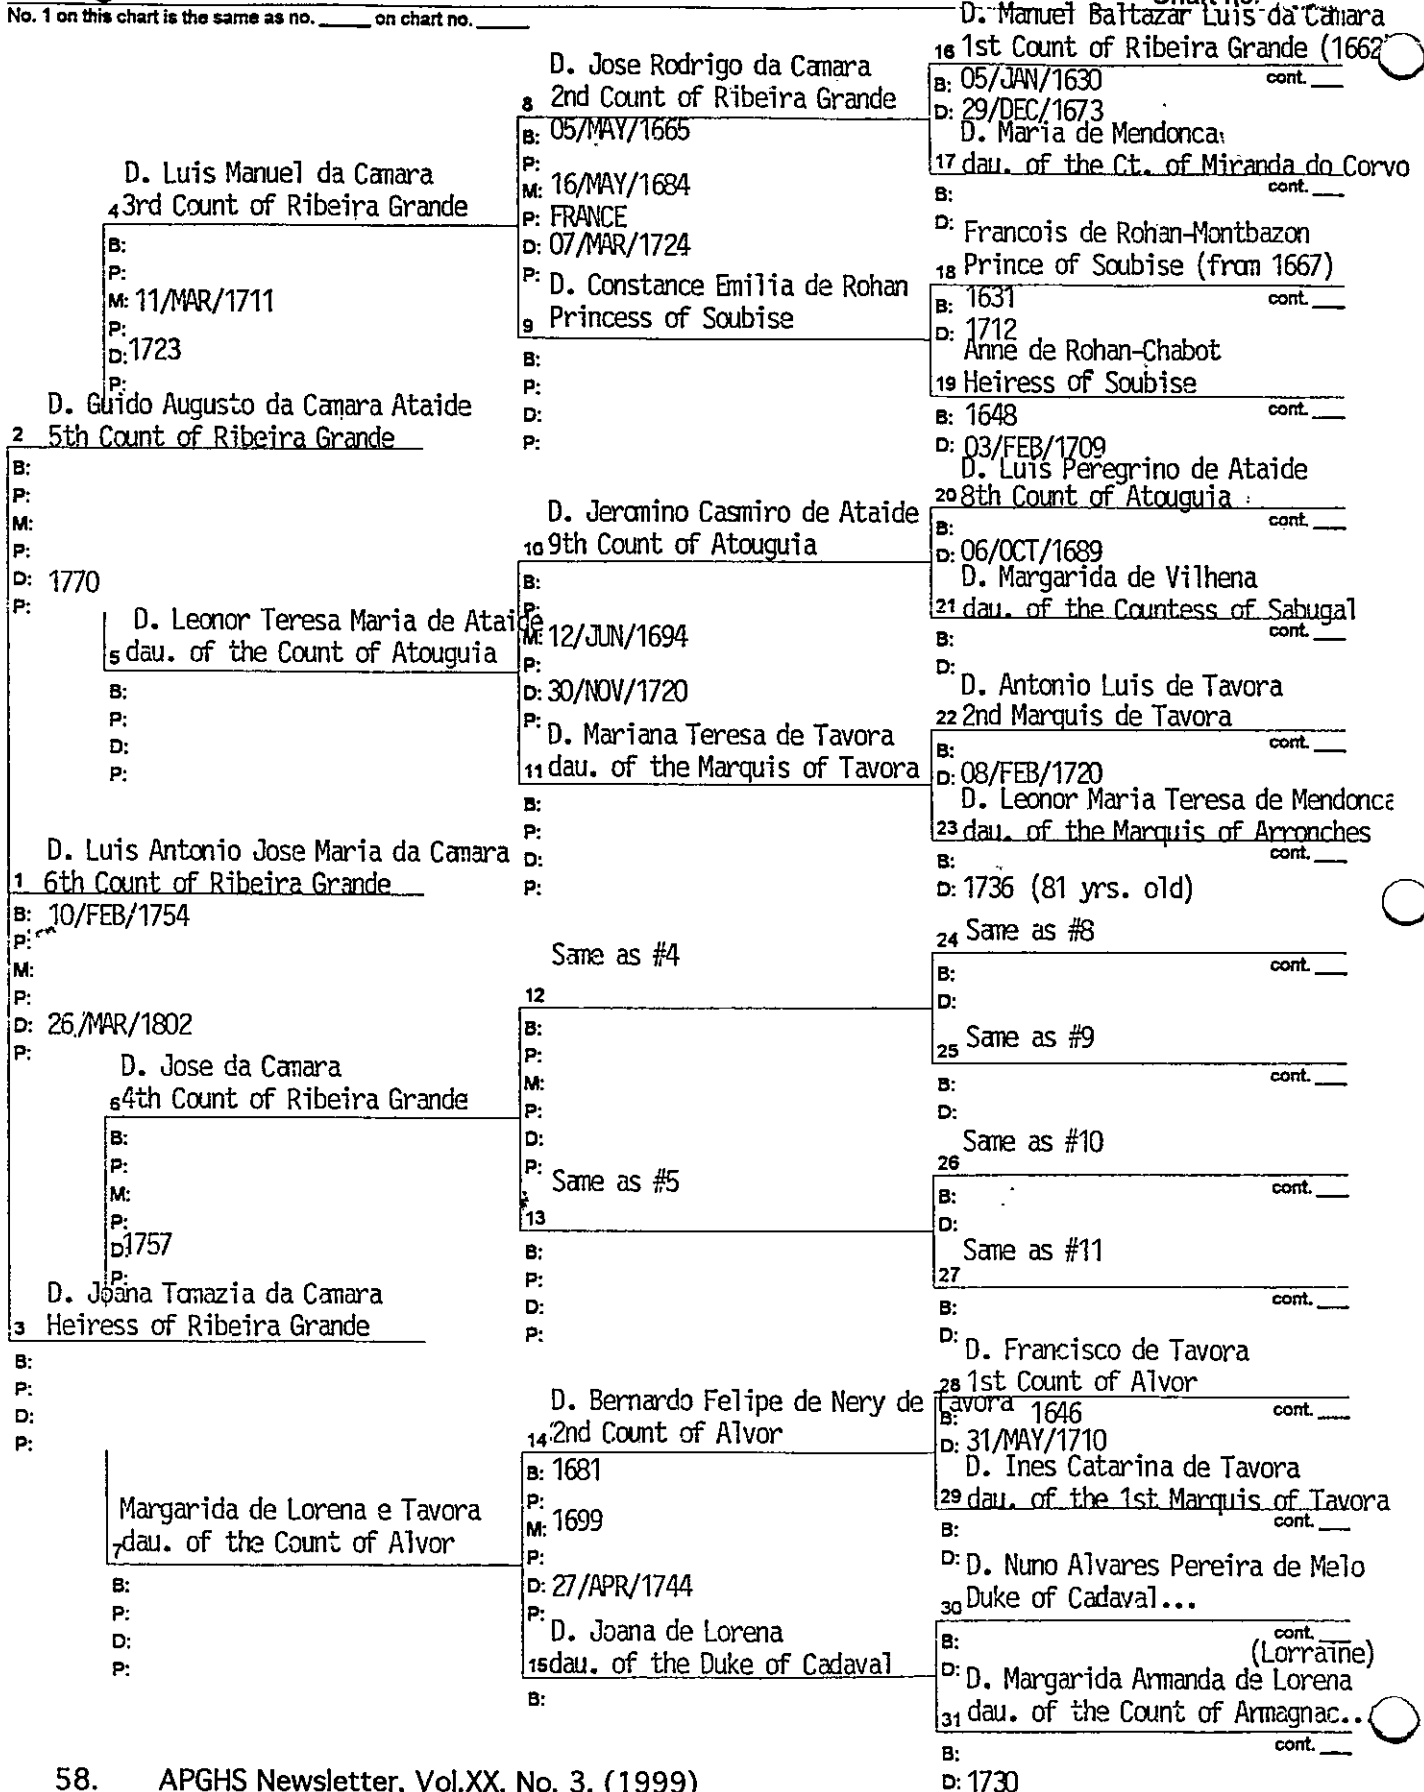 No. 1 on this chart is the same as no. _____ on chart no. _____
D. Manuel Baltazar Luis da Camara
16 1st Count of Ribeira Grande (1662)
cont. ___
B: 05/JAN/1630
D: 29/DEC/1673
D. Jose Rodrigo da Camara
8 2nd Count of Ribeira Grande
B: 05/MAY/1665
P:
M: 16/MAY/1684
P: FRANCE
D: 07/MAR/1724
P:
D. Maria de Mendonca
17 dau. of the Ct. of Miranda do Corvo
cont. ___
B:
D:
D. Luis Manuel da Camara
4 3rd Count of Ribeira Grande
B:
P:
M: 11/MAR/1711
P:
D: 1723
P:
Francois de Rohan-Montbazon
18 Prince of Soubise (from 1667)
cont. ___
B: 1631
D: 1712
D. Constance Emilia de Rohan
9 Princess of Soubise
B:
P:
D:
P:
Anne de Rohan-Chabot
19 Heiress of Soubise
cont. ___
B: 1648
D: 03/FEB/1709
D. Guido Augusto da Camara Ataide
2 5th Count of Ribeira Grande
B:
P:
M:
P:
D: 1770
P:
D. Luis Peregrino de Ataide
20 8th Count of Atouguia
cont. ___
B:
D: 06/OCT/1689
D. Jeromino Casmiro de Ataide
10 9th Count of Atouguia
B:
P:
M: 12/JUN/1694
P:
D: 30/NOV/1720
P:
D. Margarida de Vilhena
21 dau. of the Countess of Sabugal
cont. ___
B:
D:
D. Leonor Teresa Maria de Ataide
5 dau. of the Count of Atouguia
B:
P:
D:
P:
D. Antonio Luis de Tavora
22 2nd Marquis de Tavora
cont. ___
B:
D: 08/FEB/1720
D. Mariana Teresa de Tavora
11 dau. of the Marquis of Tavora
B:
P:
D:
P:
D. Leonor Maria Teresa de Mendonca
23 dau. of the Marquis of Arronches
cont. ___
B:
D: 1736 (81 yrs. old)
D. Luis Antonio Jose Maria da Camara
1 6th Count of Ribeira Grande
B: 10/FEB/1754
P:
M:
P:
D: 26/MAR/1802
P:
24 Same as #8
cont. ___
B:
D:
Same as #4
12
B:
P:
M:
P:
D:
P:
25 Same as #9
cont. ___
B:
D:
D. Jose da Camara
6 4th Count of Ribeira Grande
B:
P:
M:
P:
D: 1757
P:
Same as #10
26
cont. ___
B:
D:
Same as #5
13
B:
P:
D:
P:
Same as #11
27
cont. ___
B:
D:
D. Joana Tomazia da Camara
3 Heiress of Ribeira Grande
B:
P:
D:
P:
D. Francisco de Tavora
28 1st Count of Alvor
cont. ___
B: 1646
D: 31/MAY/1710
D. Bernardo Felipe de Nery de Tavora
14 2nd Count of Alvor
B: 1681
P:
M: 1699
P:
D: 27/APR/1744
P:
D. Ines Catarina de Tavora
29 dau. of the 1st Marquis of Tavora
cont. ___
B:
D:
Margarida de Lorena e Tavora
7 dau. of the Count of Alvor
B:
P:
D:
P:
D. Nuno Alvares Pereira de Melo
30 Duke of Cadaval...
cont. ___
B:
D:
D. Joana de Lorena
15 dau. of the Duke of Cadaval
B:
(Lorraine)
D. Margarida Armanda de Lorena
31 dau. of the Count of Armagnac..
cont. ___
B:
D: 1730
58. APGHS Newsletter, Vol.XX, No. 3, (1999)